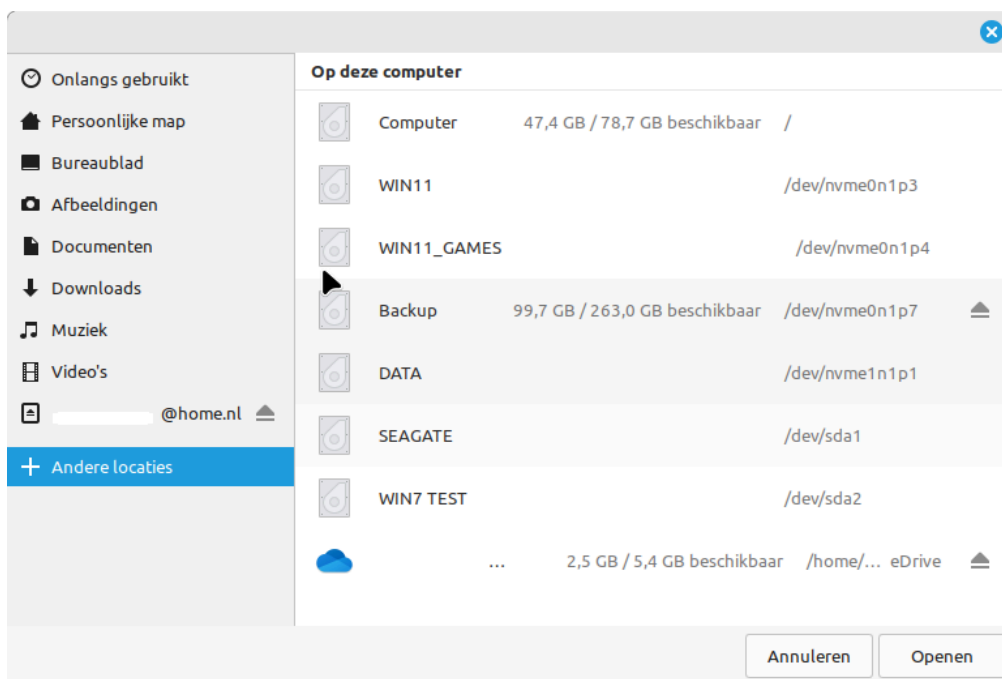 Onlangs gebruikt
Persoonlijke map
Bureaublad
Afbeeldingen
Documenten
Downloads
Muziek
Video's
@home.nl
Andere locaties
Op deze computer
Computer 47,4 GB / 78,7 GB beschikbaar /
WIN11 /dev/nvme0n1p3
WIN11_GAMES /dev/nvme0n1p4
Backup 99,7 GB / 263,0 GB beschikbaar /dev/nvme0n1p7
DATA /dev/nvme1n1p1
SEAGATE /dev/sda1
WIN7 TEST /dev/sda2
... 2,5 GB / 5,4 GB beschikbaar /home/... eDrive
Annuleren Openen